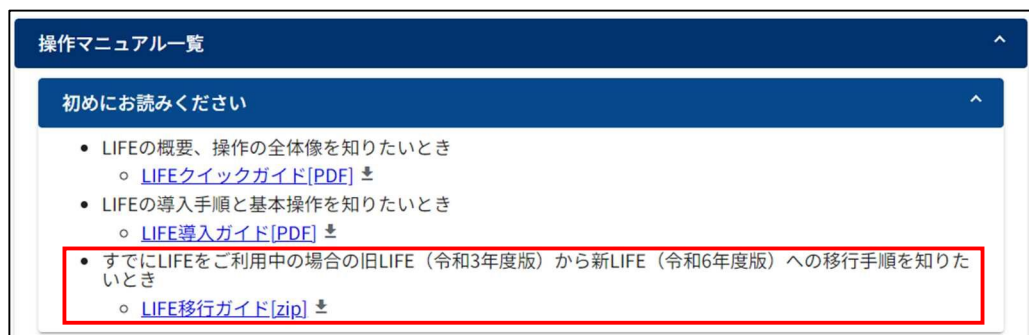 操作マニュアル一覧
初めにお読みください
LIFEの概要、操作の全体像を知りたいとき
LIFEクイックガイド[PDF]
LIFEの導入手順と基本操作を知りたいとき
LIFE導入ガイド[PDF]
すでにLIFEをご利用中の場合の旧LIFE（令和3年度版）から新LIFE（令和6年度版）への移行手順を知りた
いとき
LIFE移行ガイド[zip]